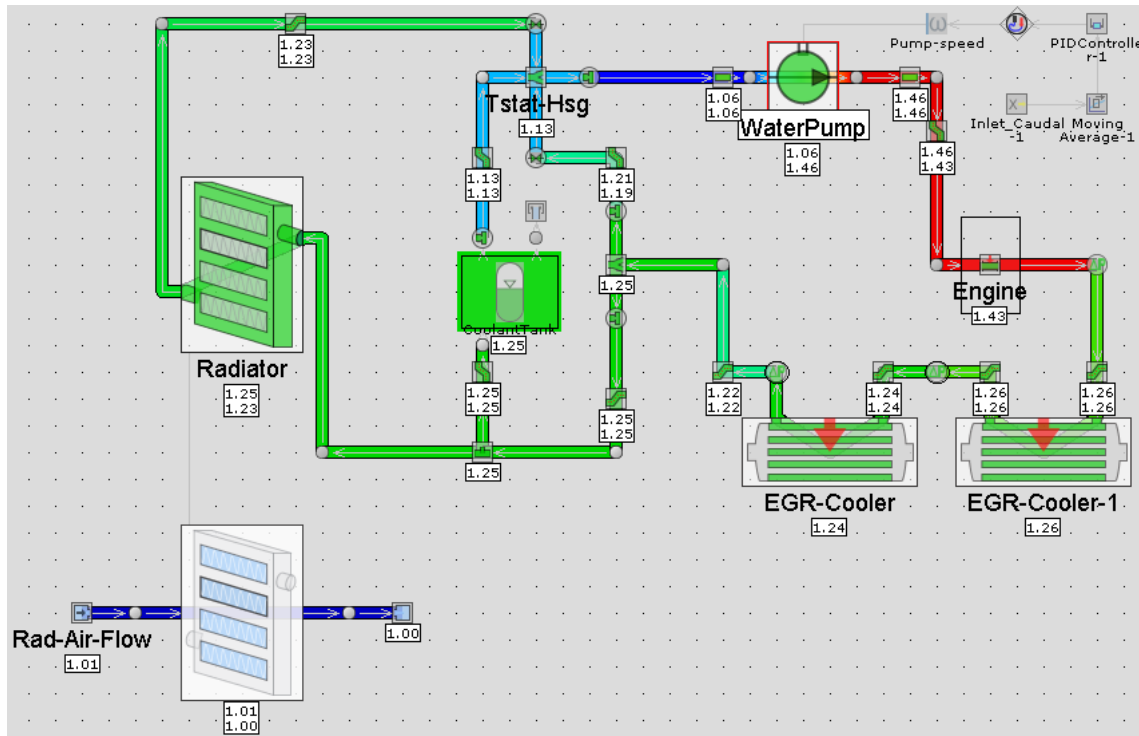 1.23
1.23
Pump-speed
PIDControlle
r-1
Tstat-Hsg
1.13
1.06
1.06
WaterPump
1.06
1.46
1.46
1.46
Inlet_Caudal
-1
Moving
Average-1
1.46
1.43
1.13
1.13
1.21
1.19
1.25
Engine
1.43
CoolantTank
1.25
Radiator
1.25
1.23
1.25
1.25
1.25
1.25
1.25
1.22
1.22
1.24
1.24
1.26
1.26
1.26
1.26
EGR-Cooler
1.24
EGR-Cooler-1
1.26
Rad-Air-Flow
1.01
1.00
1.01
1.00